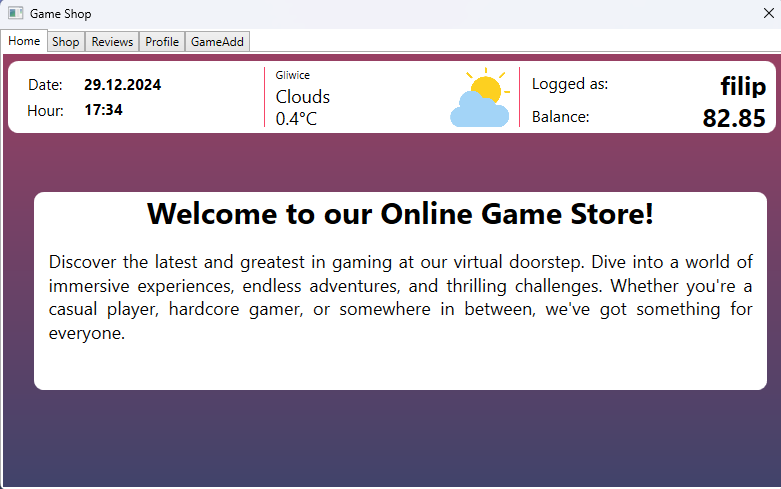 Game Shop
Home Shop Reviews Profile GameAdd
Date: 29.12.2024
Hour: 17:34
Gliwice
Clouds
0.4°C
Logged as: filip
Balance: 82.85
Welcome to our Online Game Store!
Discover the latest and greatest in gaming at our virtual doorstep. Dive into a world of
immersive experiences, endless adventures, and thrilling challenges. Whether you're a
casual player, hardcore gamer, or somewhere in between, we've got something for
everyone.